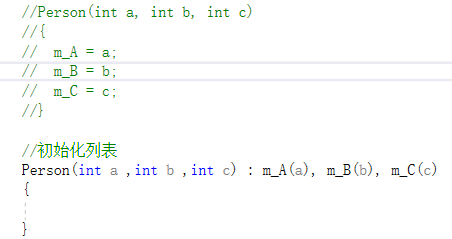 //Person(int a, int b, int c)
//{
//  m_A = a;
//  m_B = b;
//  m_C = c;
//}
//初始化列表
Person(int a ,int b ,int c) : m_A(a), m_B(b), m_C(c)
{
}